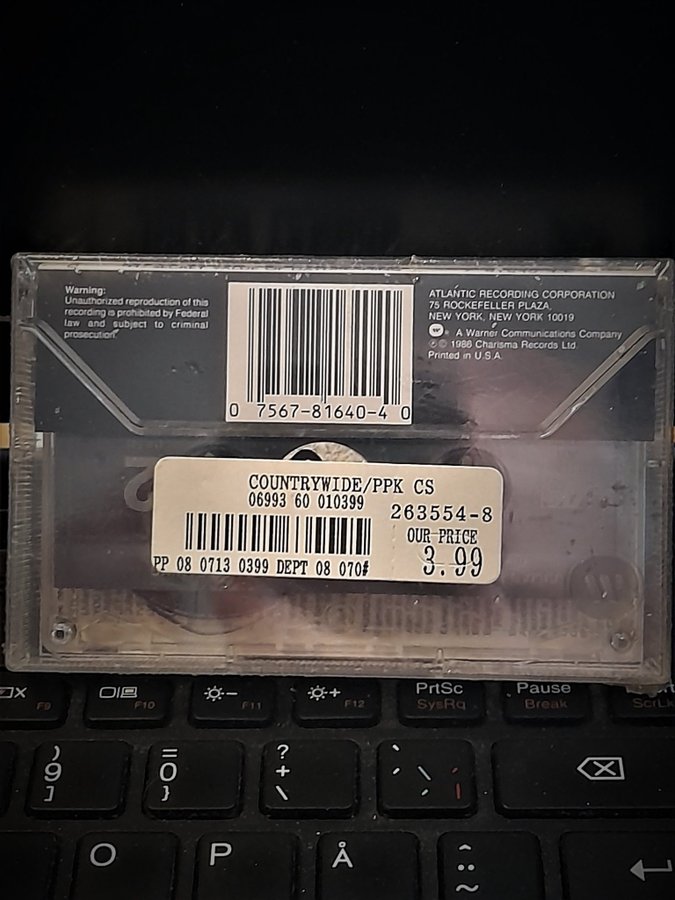 Warning:
Unauthorized reproduction of this
recording is prohibited by Federal
law and subject to criminal
prosecution.
0 7567-81640-4 0
ATLANTIC RECORDING CORPORATION
75 ROCKEFELLER PLAZA,
NEW YORK, NEW YORK 10019
A Warner Communications Company
℗© 1986 Charisma Records Ltd.
Printed in U.S.A.
2
COUNTRYWIDE/PPK CS
06993 60 010399
263554-8
OUR PRICE
3.99
PP 08 0713 0399 DEPT 08 070#
F9 F10 F11 F12 PrtSc SysRq Pause Break ScrLk
) 9 ]
= 0 }
? + \
` ´
O P Å ^ ¨ ~